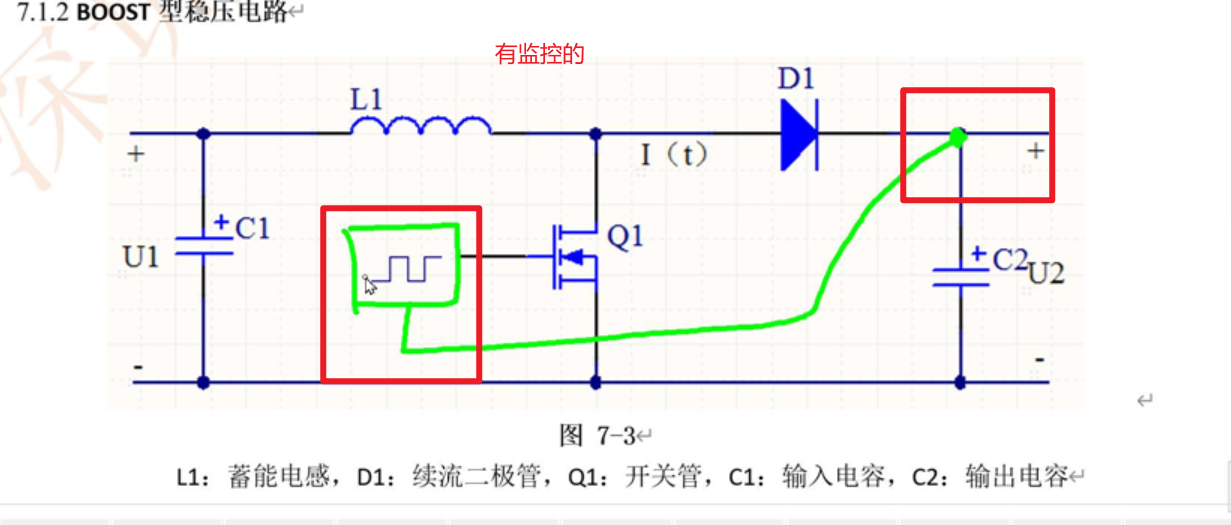 7.1.2 BOOST 型稳压电路↵
有监控的
L1
D1
I（t）
+
+
+C1
Q1
+C2
U1
U2
-
-
↵
图 7-3↵
L1：蓄能电感，D1：续流二极管，Q1：开关管，C1：输入电容，C2：输出电容↵